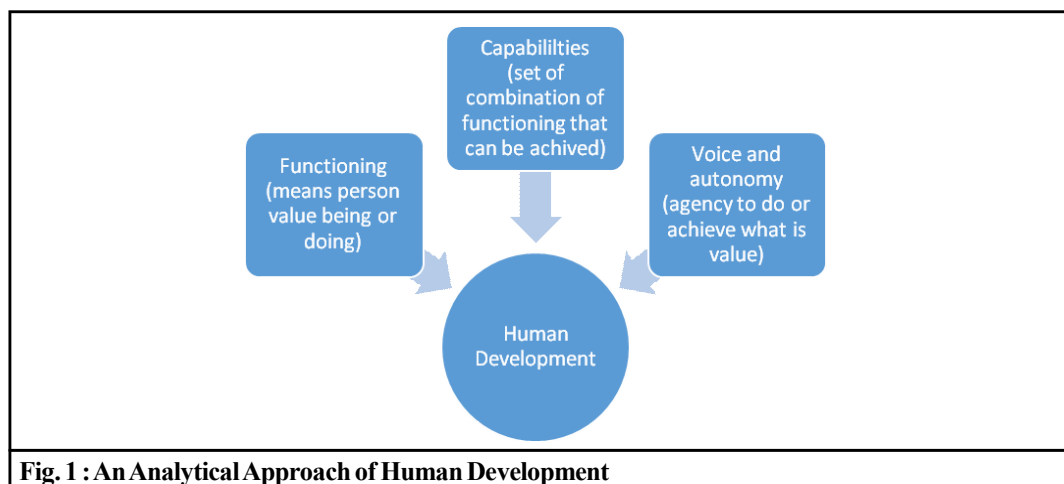 Capabililties
(set of
combination of
functioning that
can be achived)
Functioning
(means person
value being or
doing)
Voice and
autonomy
(agency to do or
achieve what is
value)
Human
Development
Fig. 1 : An Analytical Approach of Human Development